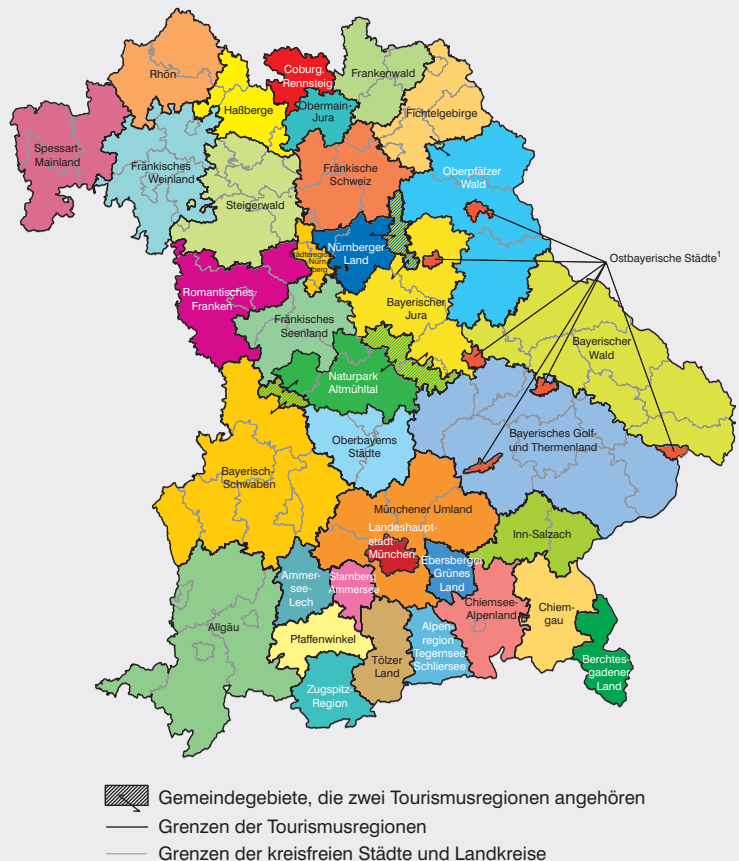 Rhön
Coburg.
Rennsteig
Frankenwald
Haßberge
Obermain-
Jura
Fichtelgebirge
Spessart-
Mainland
Fränkisches
Weinland
Fränkische
Schweiz
Oberpfälzer
Wald
Steigerwald
Städteregion
Nürn-
berg
Nürnberger
Land
Ostbayerische Städte¹
Romantisches
Franken
Bayerischer
Jura
Fränkisches
Seenland
Bayerischer
Wald
Naturpark
Altmühltal
Oberbayerns
Städte
Bayerisches Golf-
und Thermenland
Bayerisch-
Schwaben
Münchener Umland
Landeshaupt-
stadt
München
Inn-Salzach
Ebersberger
Grünes
Land
Ammer-
see-
Lech
Starnberg
Ammersee
Chiemsee-
Alpenland
Chiem-
gau
Allgäu
Pfaffenwinkel
Tölzer
Land
Alpen-
region
Tegernsee
Schliersee
Berchtes-
gadener
Land
Zugspitz-
Region
Gemeindegebiete, die zwei Tourismusregionen angehören
Grenzen der Tourismusregionen
Grenzen der kreisfreien Städte und Landkreise